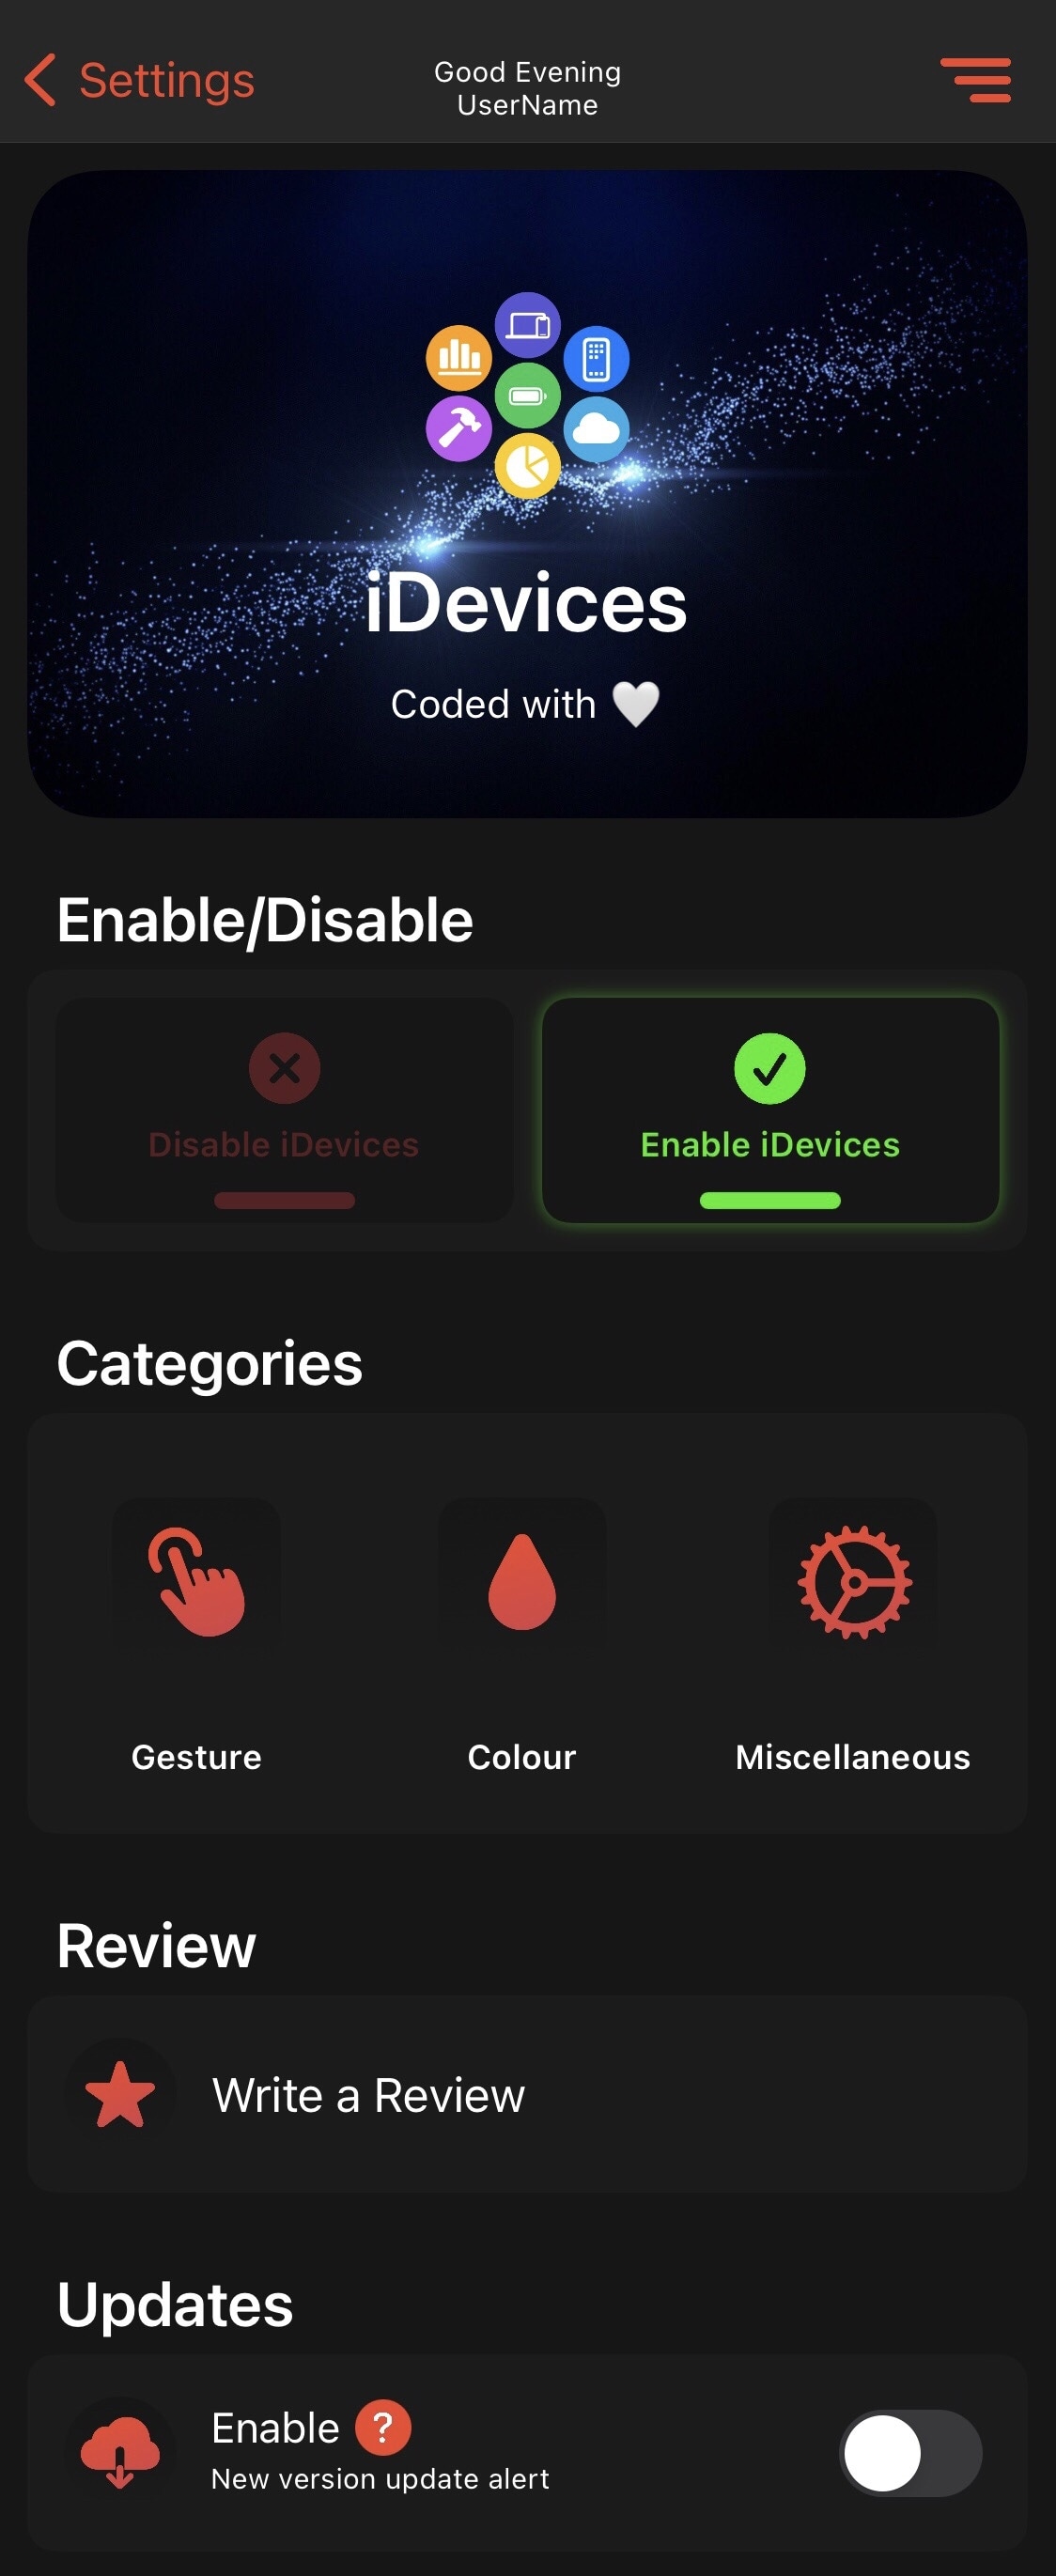 Settings
Good Evening
UserName
iDevices
Coded with 🤍
Enable/Disable
Disable iDevices
Enable iDevices
Categories
Gesture
Colour
Miscellaneous
Review
Write a Review
Updates
Enable ?
New version update alert